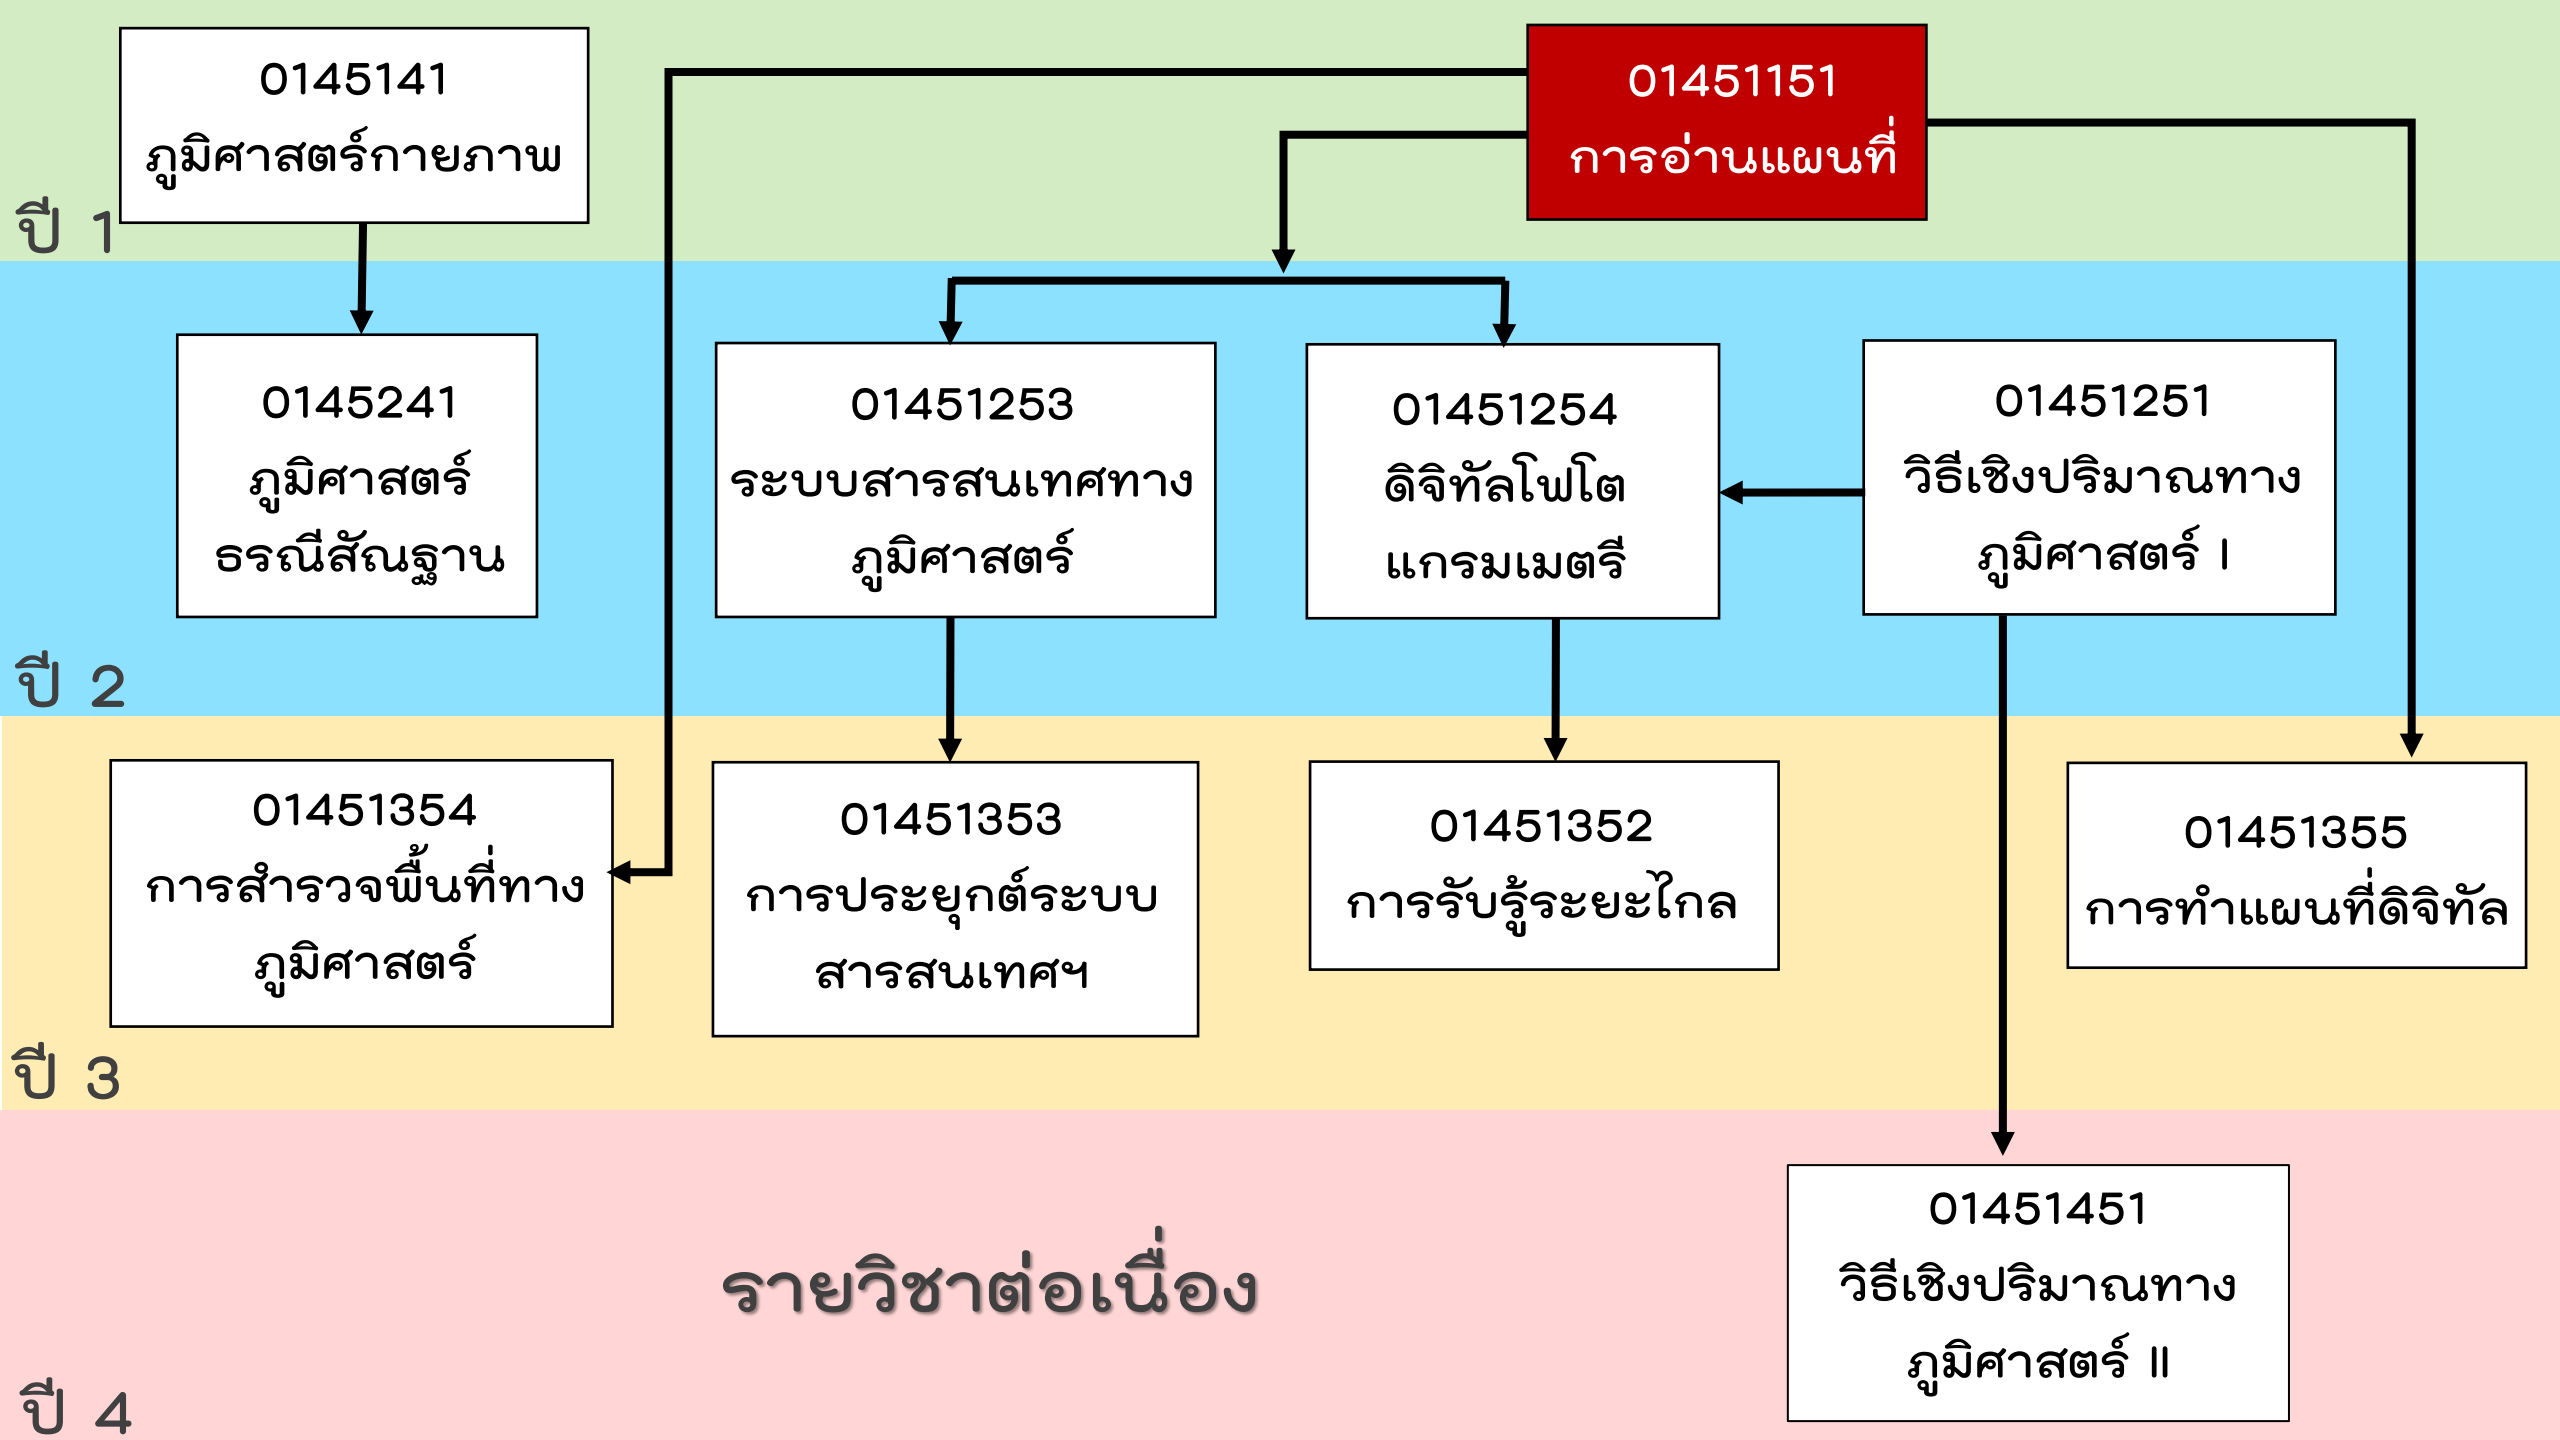 0145141
ภูมิศาสตร์กายภาพ
01451151
การอ่านแผนที่
ปี 1
0145241
ภูมิศาสตร์
ธรณีสัณฐาน
01451253
ระบบสารสนเทศทาง
ภูมิศาสตร์
01451254
ดิจิทัลโฟโต
แกรมเมตรี
01451251
วิธีเชิงปริมาณทาง
ภูมิศาสตร์ I
ปี 2
01451354
การสำรวจพื้นที่ทาง
ภูมิศาสตร์
01451353
การประยุกต์ระบบ
สารสนเทศฯ
01451352
การรับรู้ระยะไกล
01451355
การทำแผนที่ดิจิทัล
ปี 3
รายวิชาต่อเนื่อง
01451451
วิธีเชิงปริมาณทาง
ภูมิศาสตร์ II
ปี 4